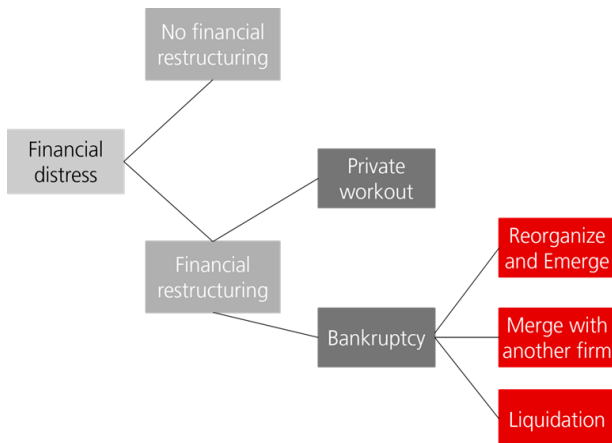 No financial
restructuring
Financial
distress
Private
workout
Financial
restructuring
Reorganize
and Emerge
Bankruptcy
Merge with
another firm
Liquidation